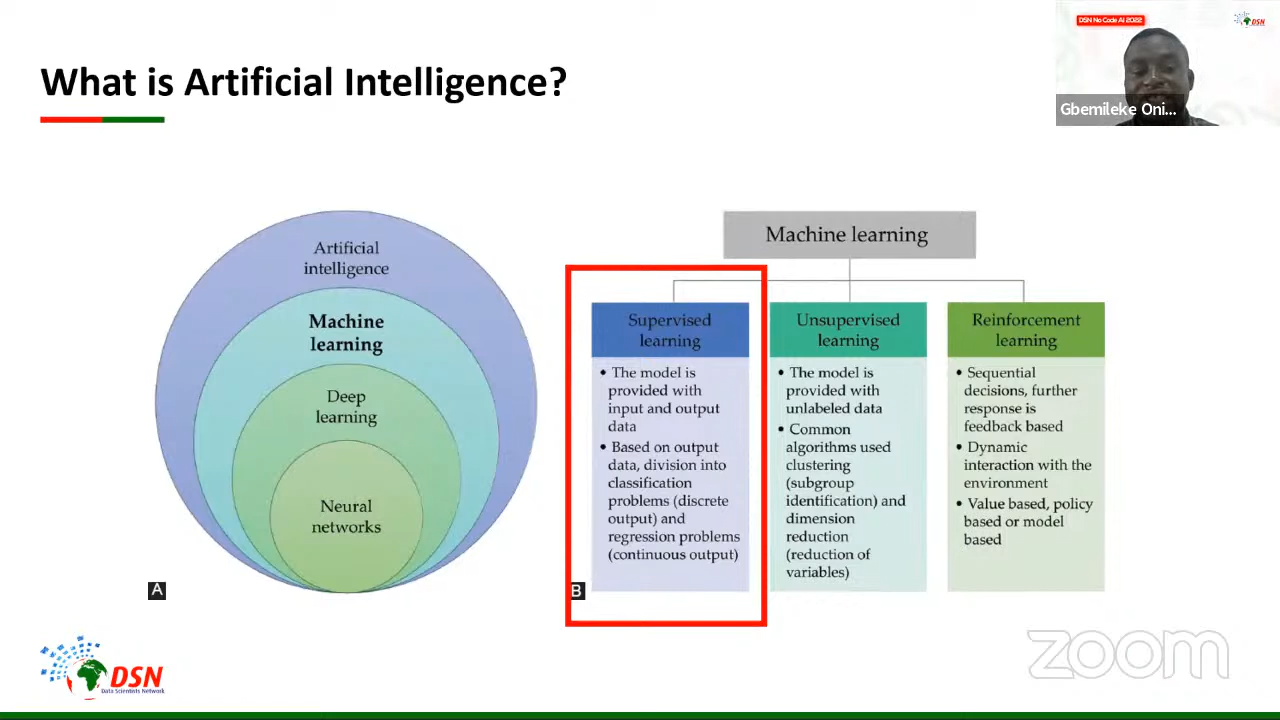 DSN No Code AI 2022
DSN
Gbemileke Oni...
What is Artificial Intelligence?
Artificial
intelligence
Machine
learning
Deep
learning
Neural
networks
A
Machine learning
Supervised
learning
• The model is
provided with
input and output
data
• Based on output
data, division into
classification
problems (discrete
output) and
regression problems
(continuous output)
Unsupervised
learning
• The model is
provided with
unlabeled data
• Common
algorithms used
clustering
(subgroup
identification) and
dimension
reduction
(reduction of
variables)
Reinforcement
learning
• Sequential
decisions, further
response is
feedback based
• Dynamic
interaction with the
environment
• Value based, policy
based or model
based
B
DSN
Data Scientists Network
zoom